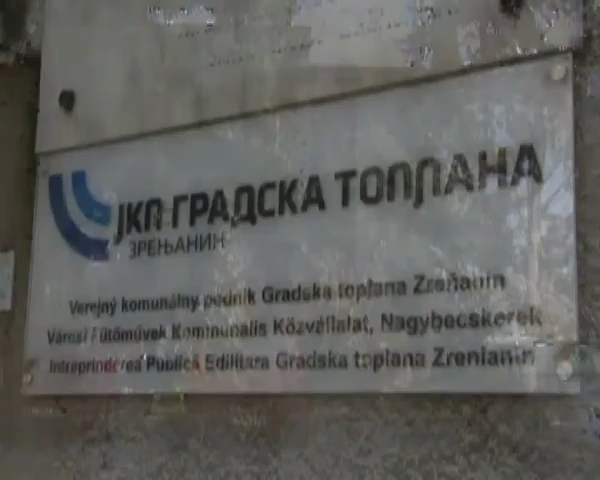 ЈКП ГРАДСКА ТОПЛАНА
ЗРЕЊАНИН
Verejný komunálny podnik Gradska toplana Zreňanin
Városi Fűtőművek Kommunális Közvállalat, Nagybecskerek
Intreprinderea Publică Edilitara Gradska toplana Zrenianin